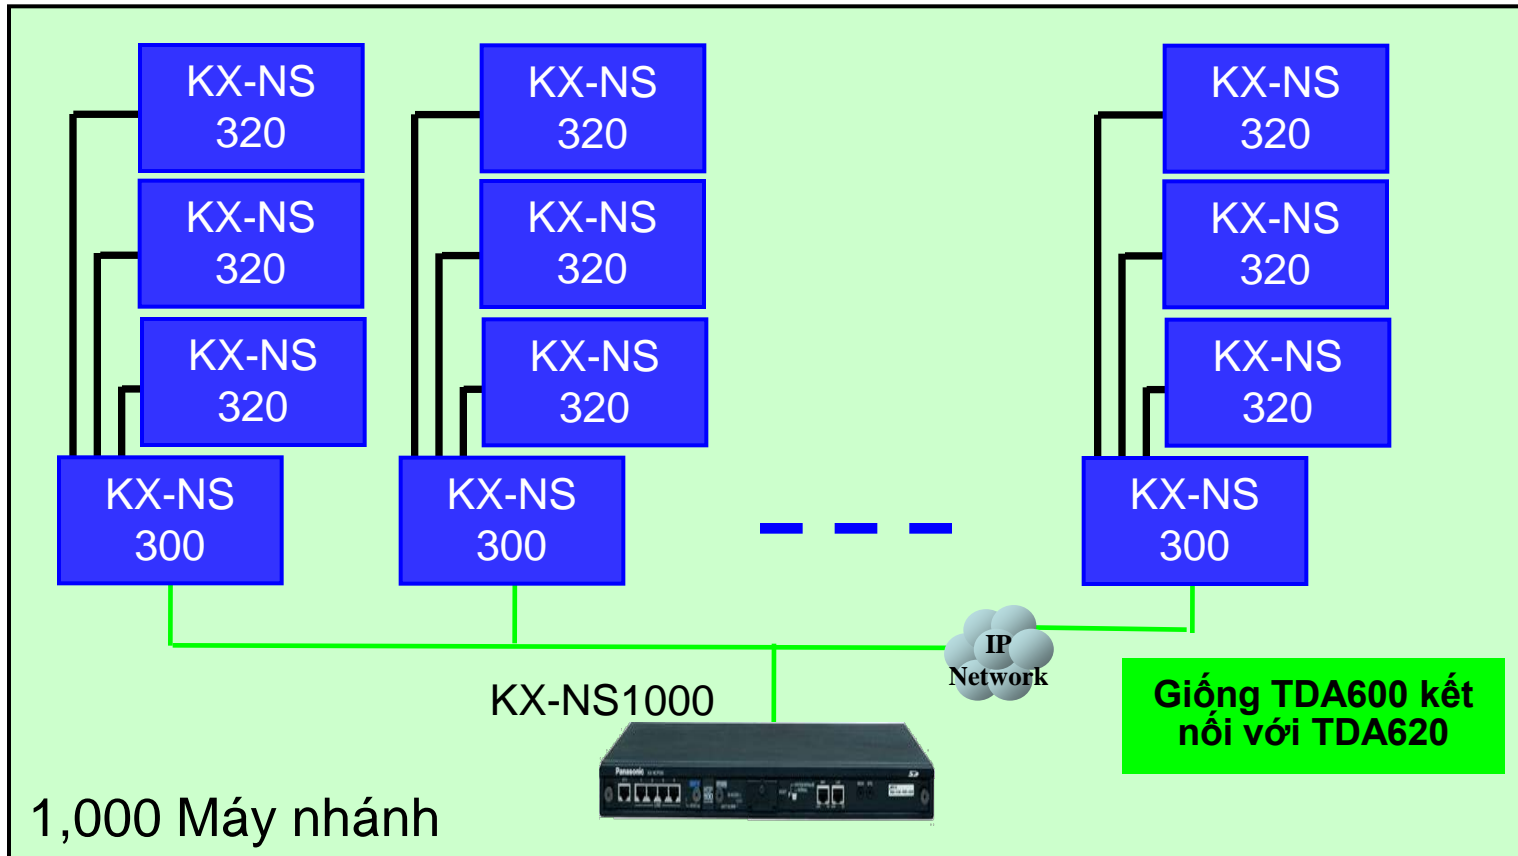 KX-NS
320
KX-NS
320
KX-NS
320
KX-NS
320
KX-NS
320
KX-NS
320
KX-NS
320
KX-NS
320
KX-NS
320
KX-NS
300
KX-NS
300
KX-NS
300
IP
Network
KX-NS1000
Giống TDA600 kết
nối với TDA620
Panasonic
1,000 Máy nhánh